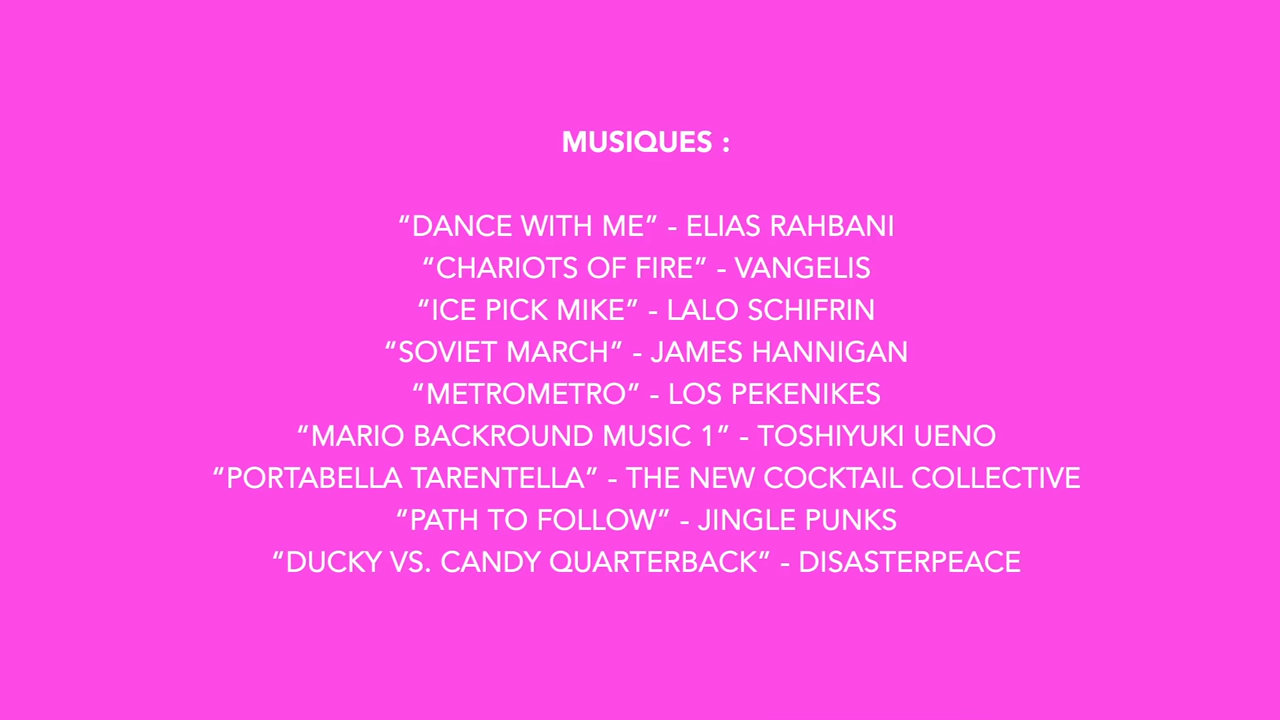 MUSIQUES :
“DANCE WITH ME” - ELIAS RAHBANI
“CHARIOTS OF FIRE” - VANGELIS
“ICE PICK MIKE” - LALO SCHIFRIN
“SOVIET MARCH” - JAMES HANNIGAN
“METROMETRO” - LOS PEKENIKES
“MARIO BACKROUND MUSIC 1” - TOSHIYUKI UENO
“PORTABELLA TARENTELLA” - THE NEW COCKTAIL COLLECTIVE
“PATH TO FOLLOW” - JINGLE PUNKS
“DUCKY VS. CANDY QUARTERBACK” - DISASTERPEACE